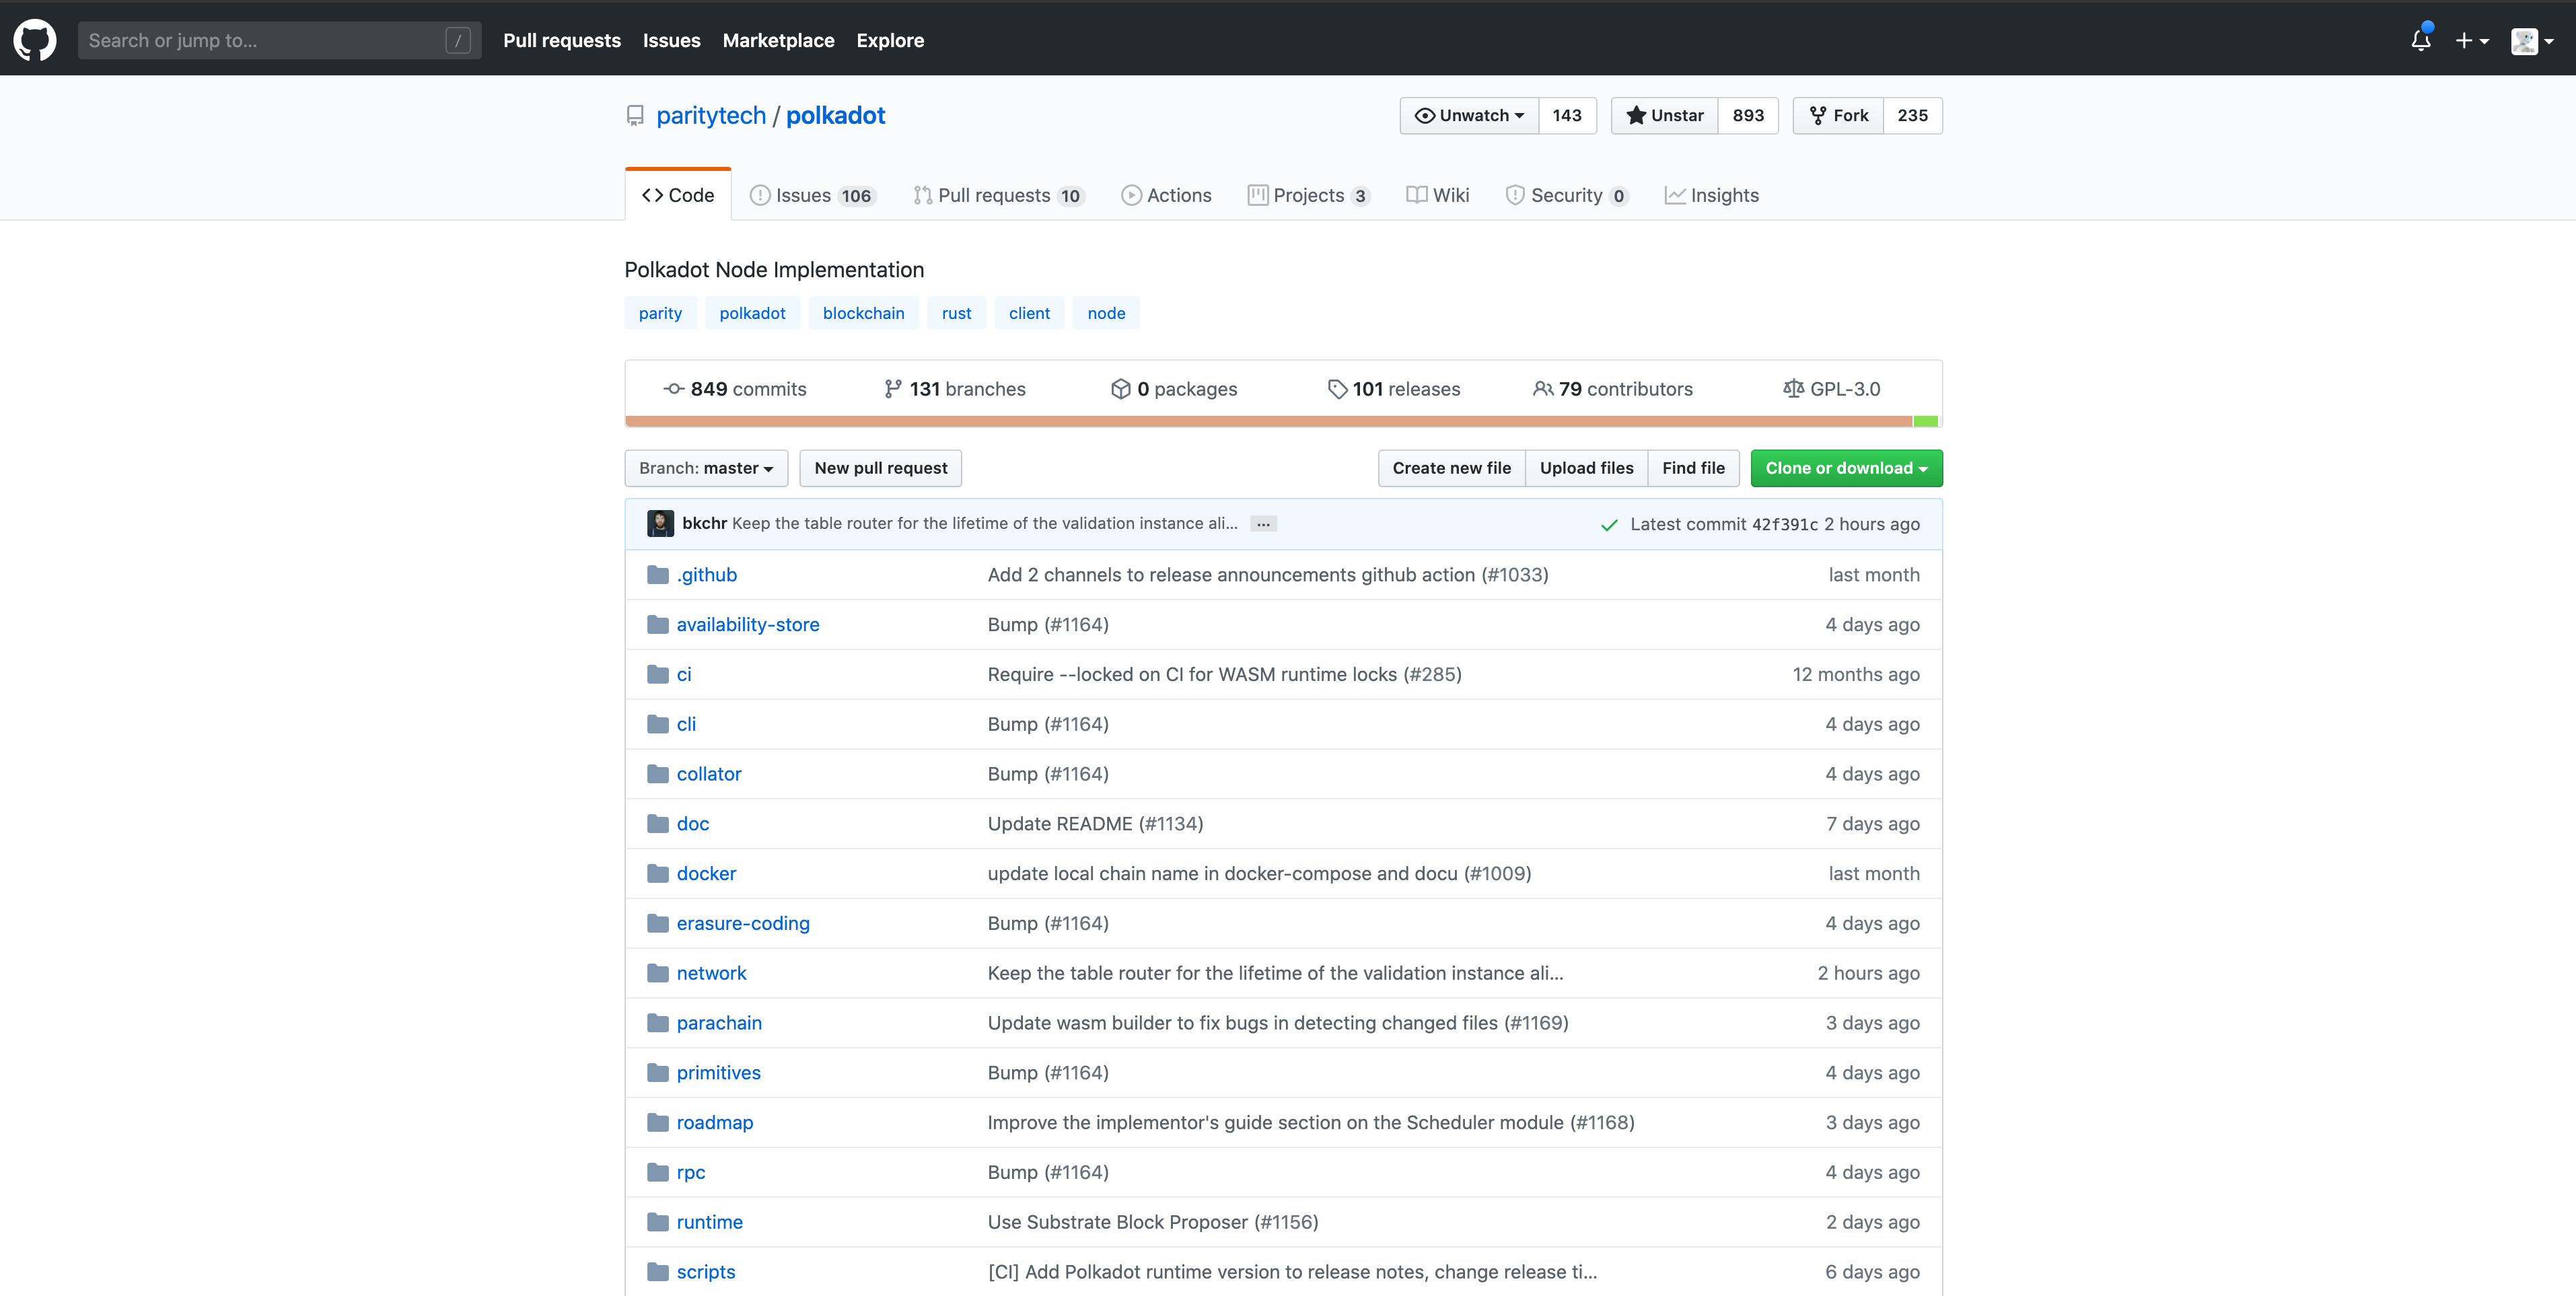 Search or jump to... /
Pull requests Issues Marketplace Explore
paritytech / polkadot
Unwatch 143 Unstar 893 Fork 235
Code Issues 106 Pull requests 10 Actions Projects 3 Wiki Security 0 Insights
Polkadot Node Implementation
parity polkadot blockchain rust client node
849 commits 131 branches 0 packages 101 releases 79 contributors GPL-3.0
Branch: master New pull request Create new file Upload files Find file Clone or download
bkchr Keep the table router for the lifetime of the validation instance ali... ... Latest commit 42f391c 2 hours ago
.github Add 2 channels to release announcements github action (#1033) last month
availability-store Bump (#1164) 4 days ago
ci Require --locked on CI for WASM runtime locks (#285) 12 months ago
cli Bump (#1164) 4 days ago
collator Bump (#1164) 4 days ago
doc Update README (#1134) 7 days ago
docker update local chain name in docker-compose and docu (#1009) last month
erasure-coding Bump (#1164) 4 days ago
network Keep the table router for the lifetime of the validation instance ali... 2 hours ago
parachain Update wasm builder to fix bugs in detecting changed files (#1169) 3 days ago
primitives Bump (#1164) 4 days ago
roadmap Improve the implementor's guide section on the Scheduler module (#1168) 3 days ago
rpc Bump (#1164) 4 days ago
runtime Use Substrate Block Proposer (#1156) 2 days ago
scripts [CI] Add Polkadot runtime version to release notes, change release ti... 6 days ago